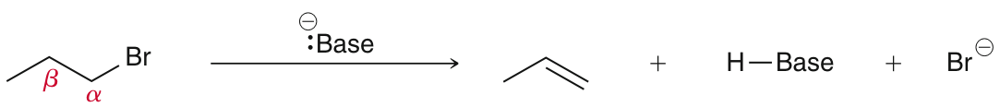 Br
β
α
⊖
:Base
+
H—Base
+
Br⊖